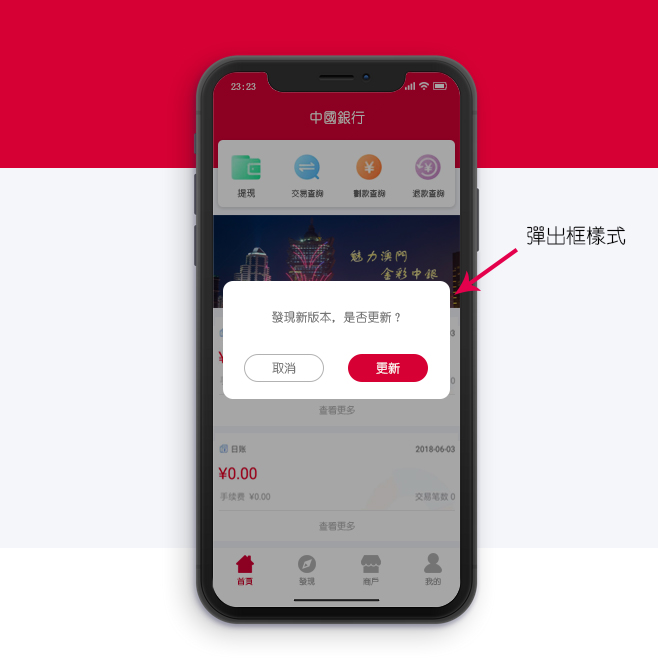 23:23
中國銀行
提現
交易查詢
劃款查詢
退款查詢
魅力澳門
金彩中銀
彈出框樣式
發現新版本，是否更新？
取消
更新
查看更多
日账
2018-06-03
¥0.00
手续费 ¥0.00
交易笔数 0
查看更多
首頁
發現
商戶
我的